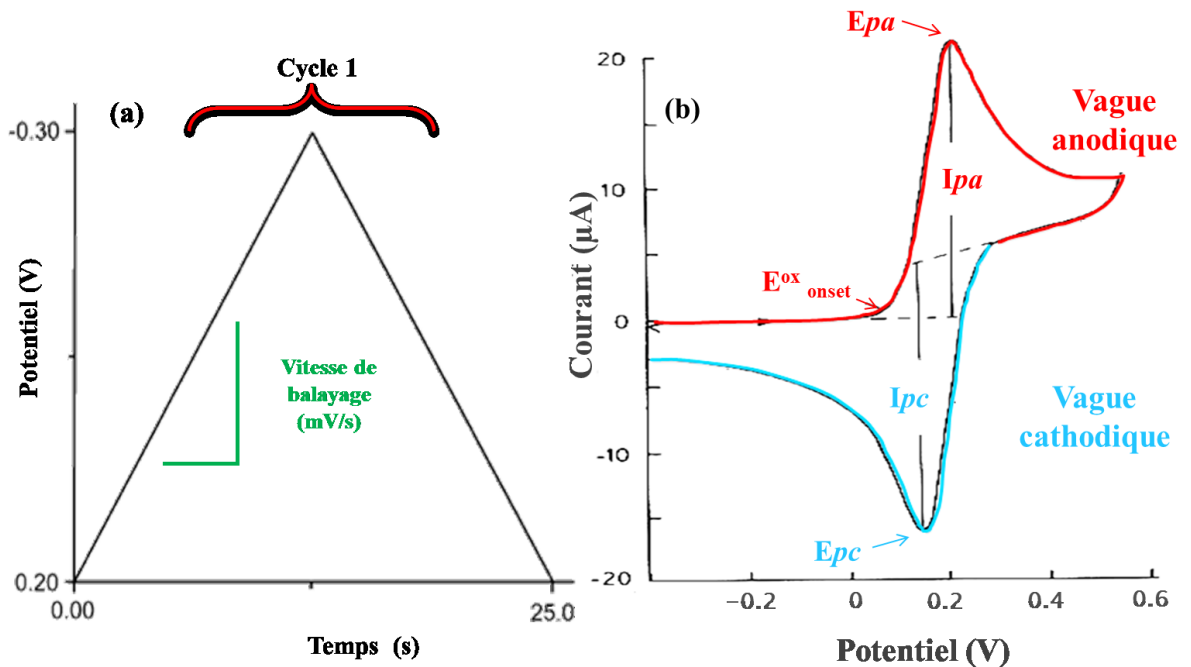 Cycle 1
(a)
-0.30
Potentiel (V)
Vitesse de
balayage
(mV/s)
0.20
0.00
25.0
Temps (s)
(b)
Epa
Vague
anodique
Ipa
E^ox onset
Ipc
Vague
cathodique
Epc
20
10
0
-10
-20
Courant (µA)
−0.2
0
0.2
0.4
0.6
Potentiel (V)